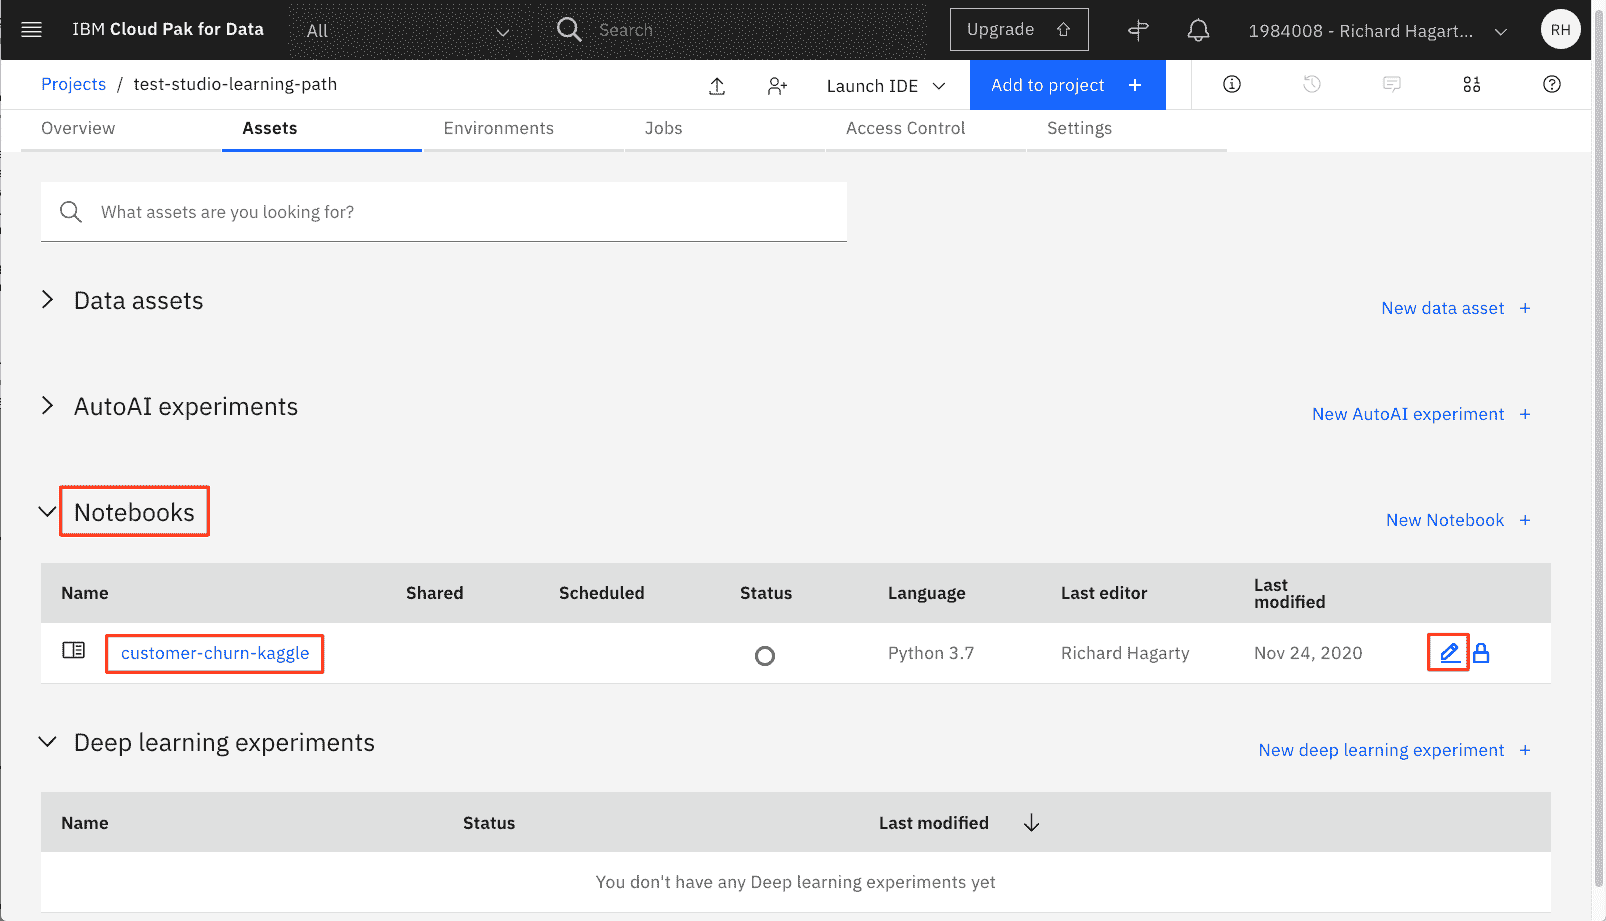 IBM Cloud Pak for Data
All
Search
Upgrade
1984008 - Richard Hagart...
RH
Projects / test-studio-learning-path
Launch IDE
Add to project +
Overview
Assets
Environments
Jobs
Access Control
Settings
What assets are you looking for?
Data assets
New data asset +
AutoAI experiments
New AutoAI experiment +
Notebooks
New Notebook +
Name
Shared
Scheduled
Status
Language
Last editor
Last
modified
customer-churn-kaggle
Python 3.7
Richard Hagarty
Nov 24, 2020
Deep learning experiments
New deep learning experiment +
Name
Status
Last modified
You don't have any Deep learning experiments yet